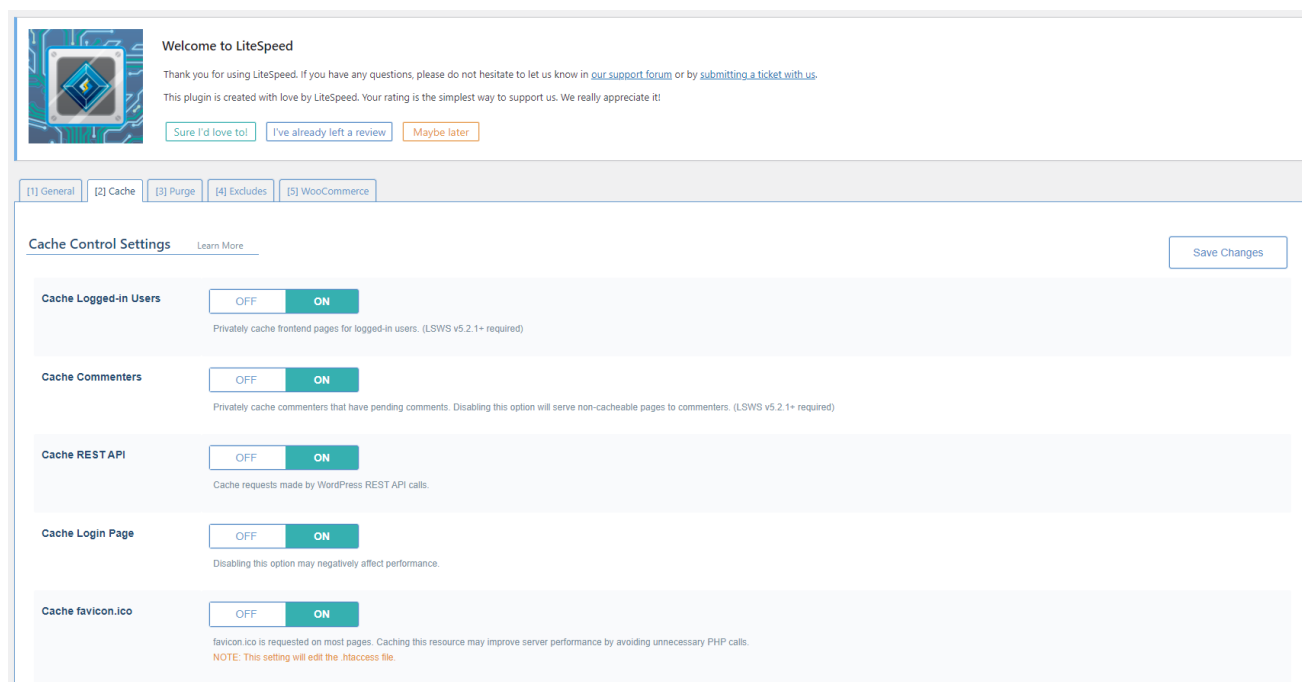 Welcome to LiteSpeed
Thank you for using LiteSpeed. If you have any questions, please do not hesitate to let us know in our support forum or by submitting a ticket with us.
This plugin is created with love by LiteSpeed. Your rating is the simplest way to support us. We really appreciate it!
Sure I'd love to! I've already left a review Maybe later
[1] General [2] Cache [3] Purge [4] Excludes [5] WooCommerce
Cache Control Settings Learn More Save Changes
Cache Logged-in Users OFF ON
Privately cache frontend pages for logged-in users. (LSWS v5.2.1+ required)
Cache Commenters OFF ON
Privately cache commenters that have pending comments. Disabling this option will serve non-cacheable pages to commenters. (LSWS v5.2.1+ required)
Cache REST API OFF ON
Cache requests made by WordPress REST API calls.
Cache Login Page OFF ON
Disabling this option may negatively affect performance.
Cache favicon.ico OFF ON
favicon.ico is requested on most pages. Caching this resource may improve server performance by avoiding unnecessary PHP calls.
NOTE: This setting will edit the .htaccess file.